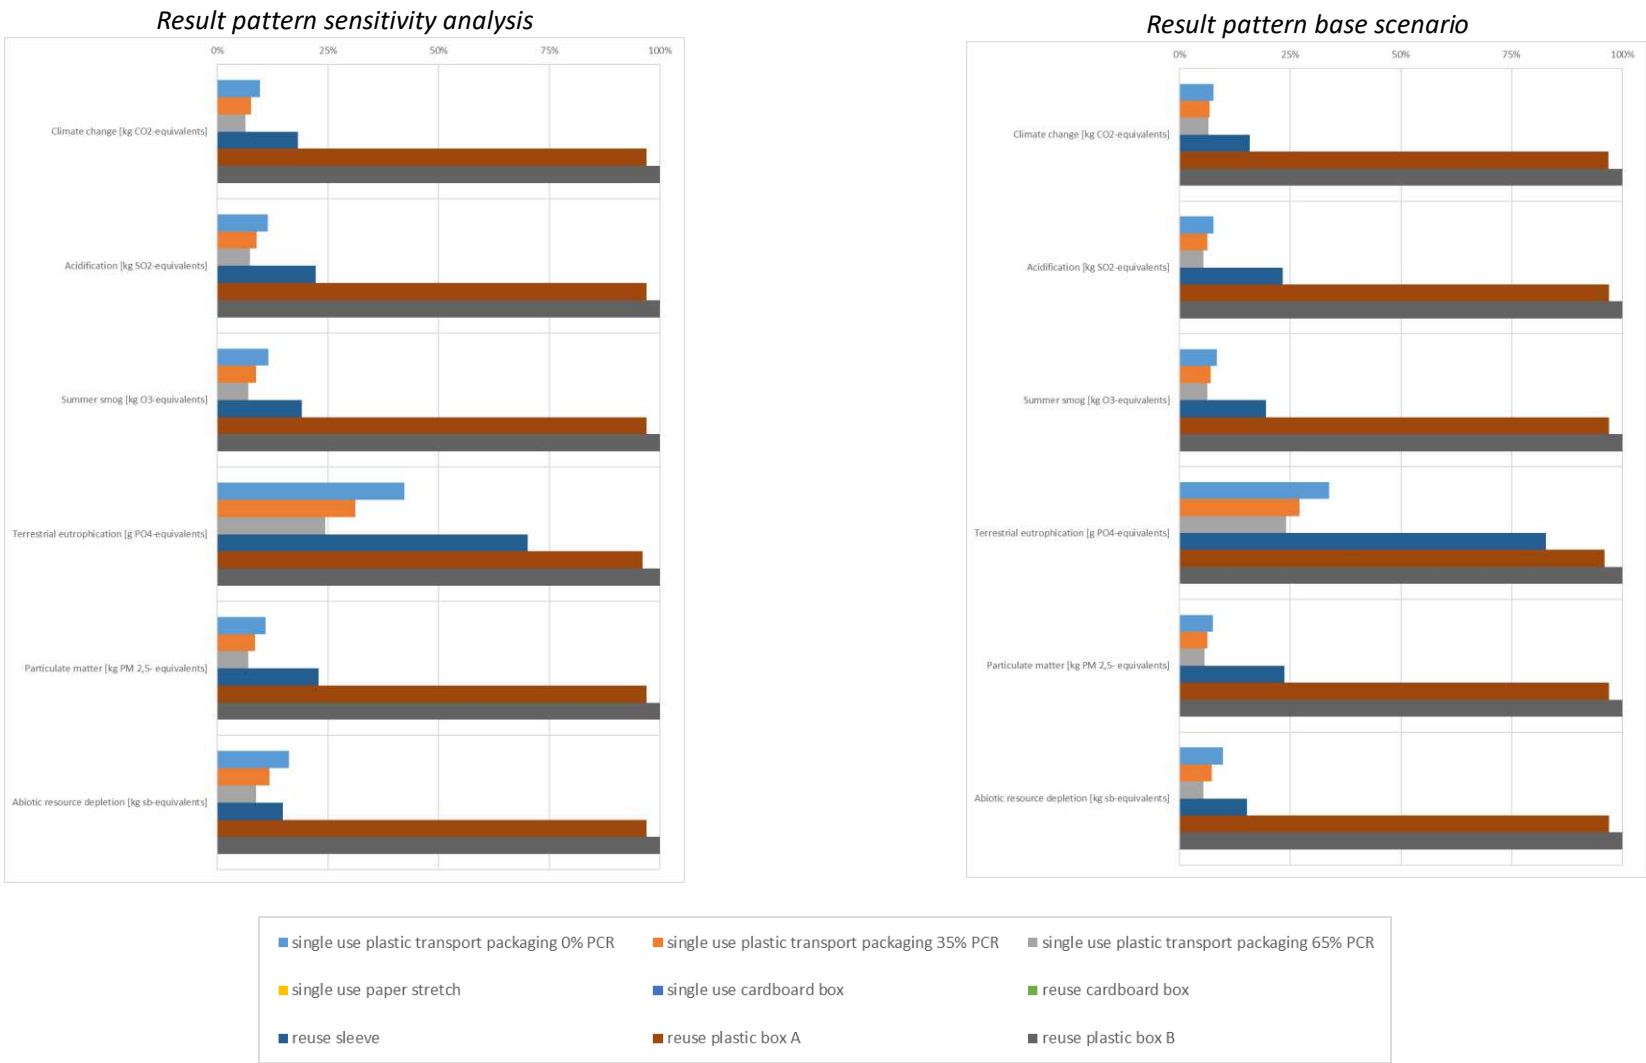 Result pattern sensitivity analysis
0% 25% 50% 75% 100%
Climate change [kg CO2-equivalents]
Acidification [kg SO2-equivalents]
Summer smog [kg O3-equivalents]
Terrestrial eutrophication [g PO4-equivalents]
Particulate matter [kg PM 2,5- equivalents]
Abiotic resource depletion [kg sb-equivalents]
Result pattern base scenario
0% 25% 50% 75% 100%
Climate change [kg CO2-equivalents]
Acidification [kg SO2-equivalents]
Summer smog [kg O3-equivalents]
Terrestrial eutrophication [g PO4-equivalents]
Particulate matter [kg PM 2,5- equivalents]
Abiotic resource depletion [kg sb-equivalents]
single use plastic transport packaging 0% PCR single use plastic transport packaging 35% PCR single use plastic transport packaging 65% PCR
single use paper stretch single use cardboard box reuse cardboard box
reuse sleeve reuse plastic box A reuse plastic box B